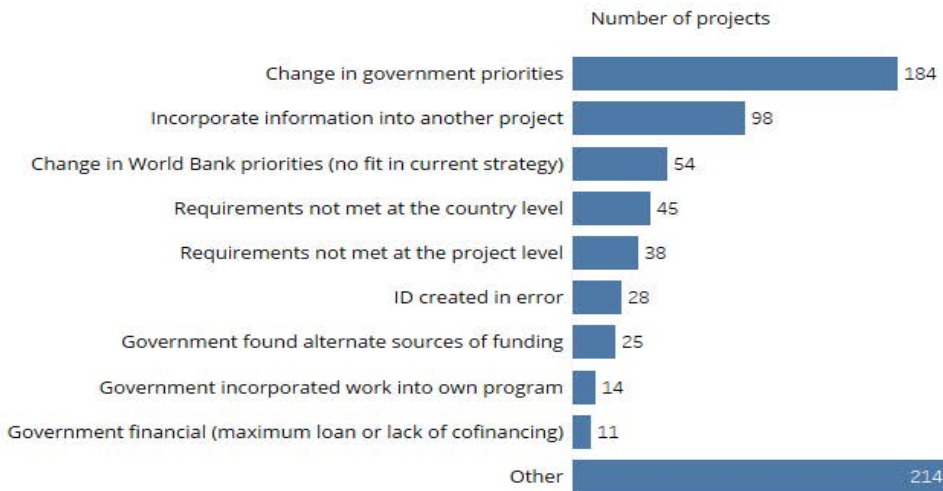 Number of projects
Change in government priorities 184
Incorporate information into another project 98
Change in World Bank priorities (no fit in current strategy) 54
Requirements not met at the country level 45
Requirements not met at the project level 38
ID created in error 28
Government found alternate sources of funding 25
Government incorporated work into own program 14
Government financial (maximum loan or lack of cofinancing) 11
Other 214